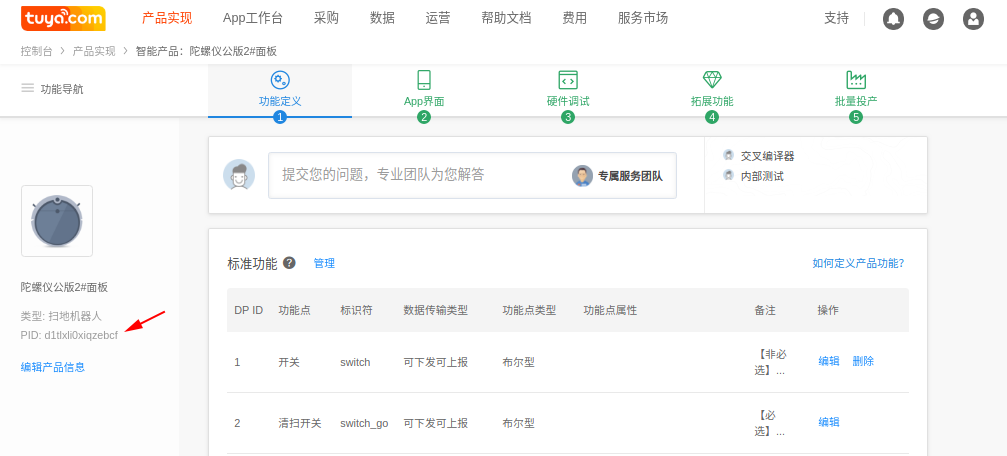 tuya.com 产品实现 App工作台 采购 数据 运营 帮助文档 费用 服务市场 支持
控制台 > 产品实现 > 智能产品: 陀螺仪公版2#面板
功能导航
功能定义 App界面 硬件调试 拓展功能 批量投产
1 2 3 4 5
提交您的问题，专业团队为您解答
专属服务团队
交叉编译器
内部测试
陀螺仪公版2#面板
类型: 扫地机器人
PID: d1tlxli0xiqzebcf
编辑产品信息
标准功能 ? 管理 如何定义产品功能?
DP ID 功能点 标识符 数据传输类型 功能点类型 功能点属性 备注 操作
1 开关 switch 可下发可上报 布尔型 【非必选】... 编辑 删除
2 清扫开关 switch_go 可下发可上报 布尔型 【必选】... 编辑